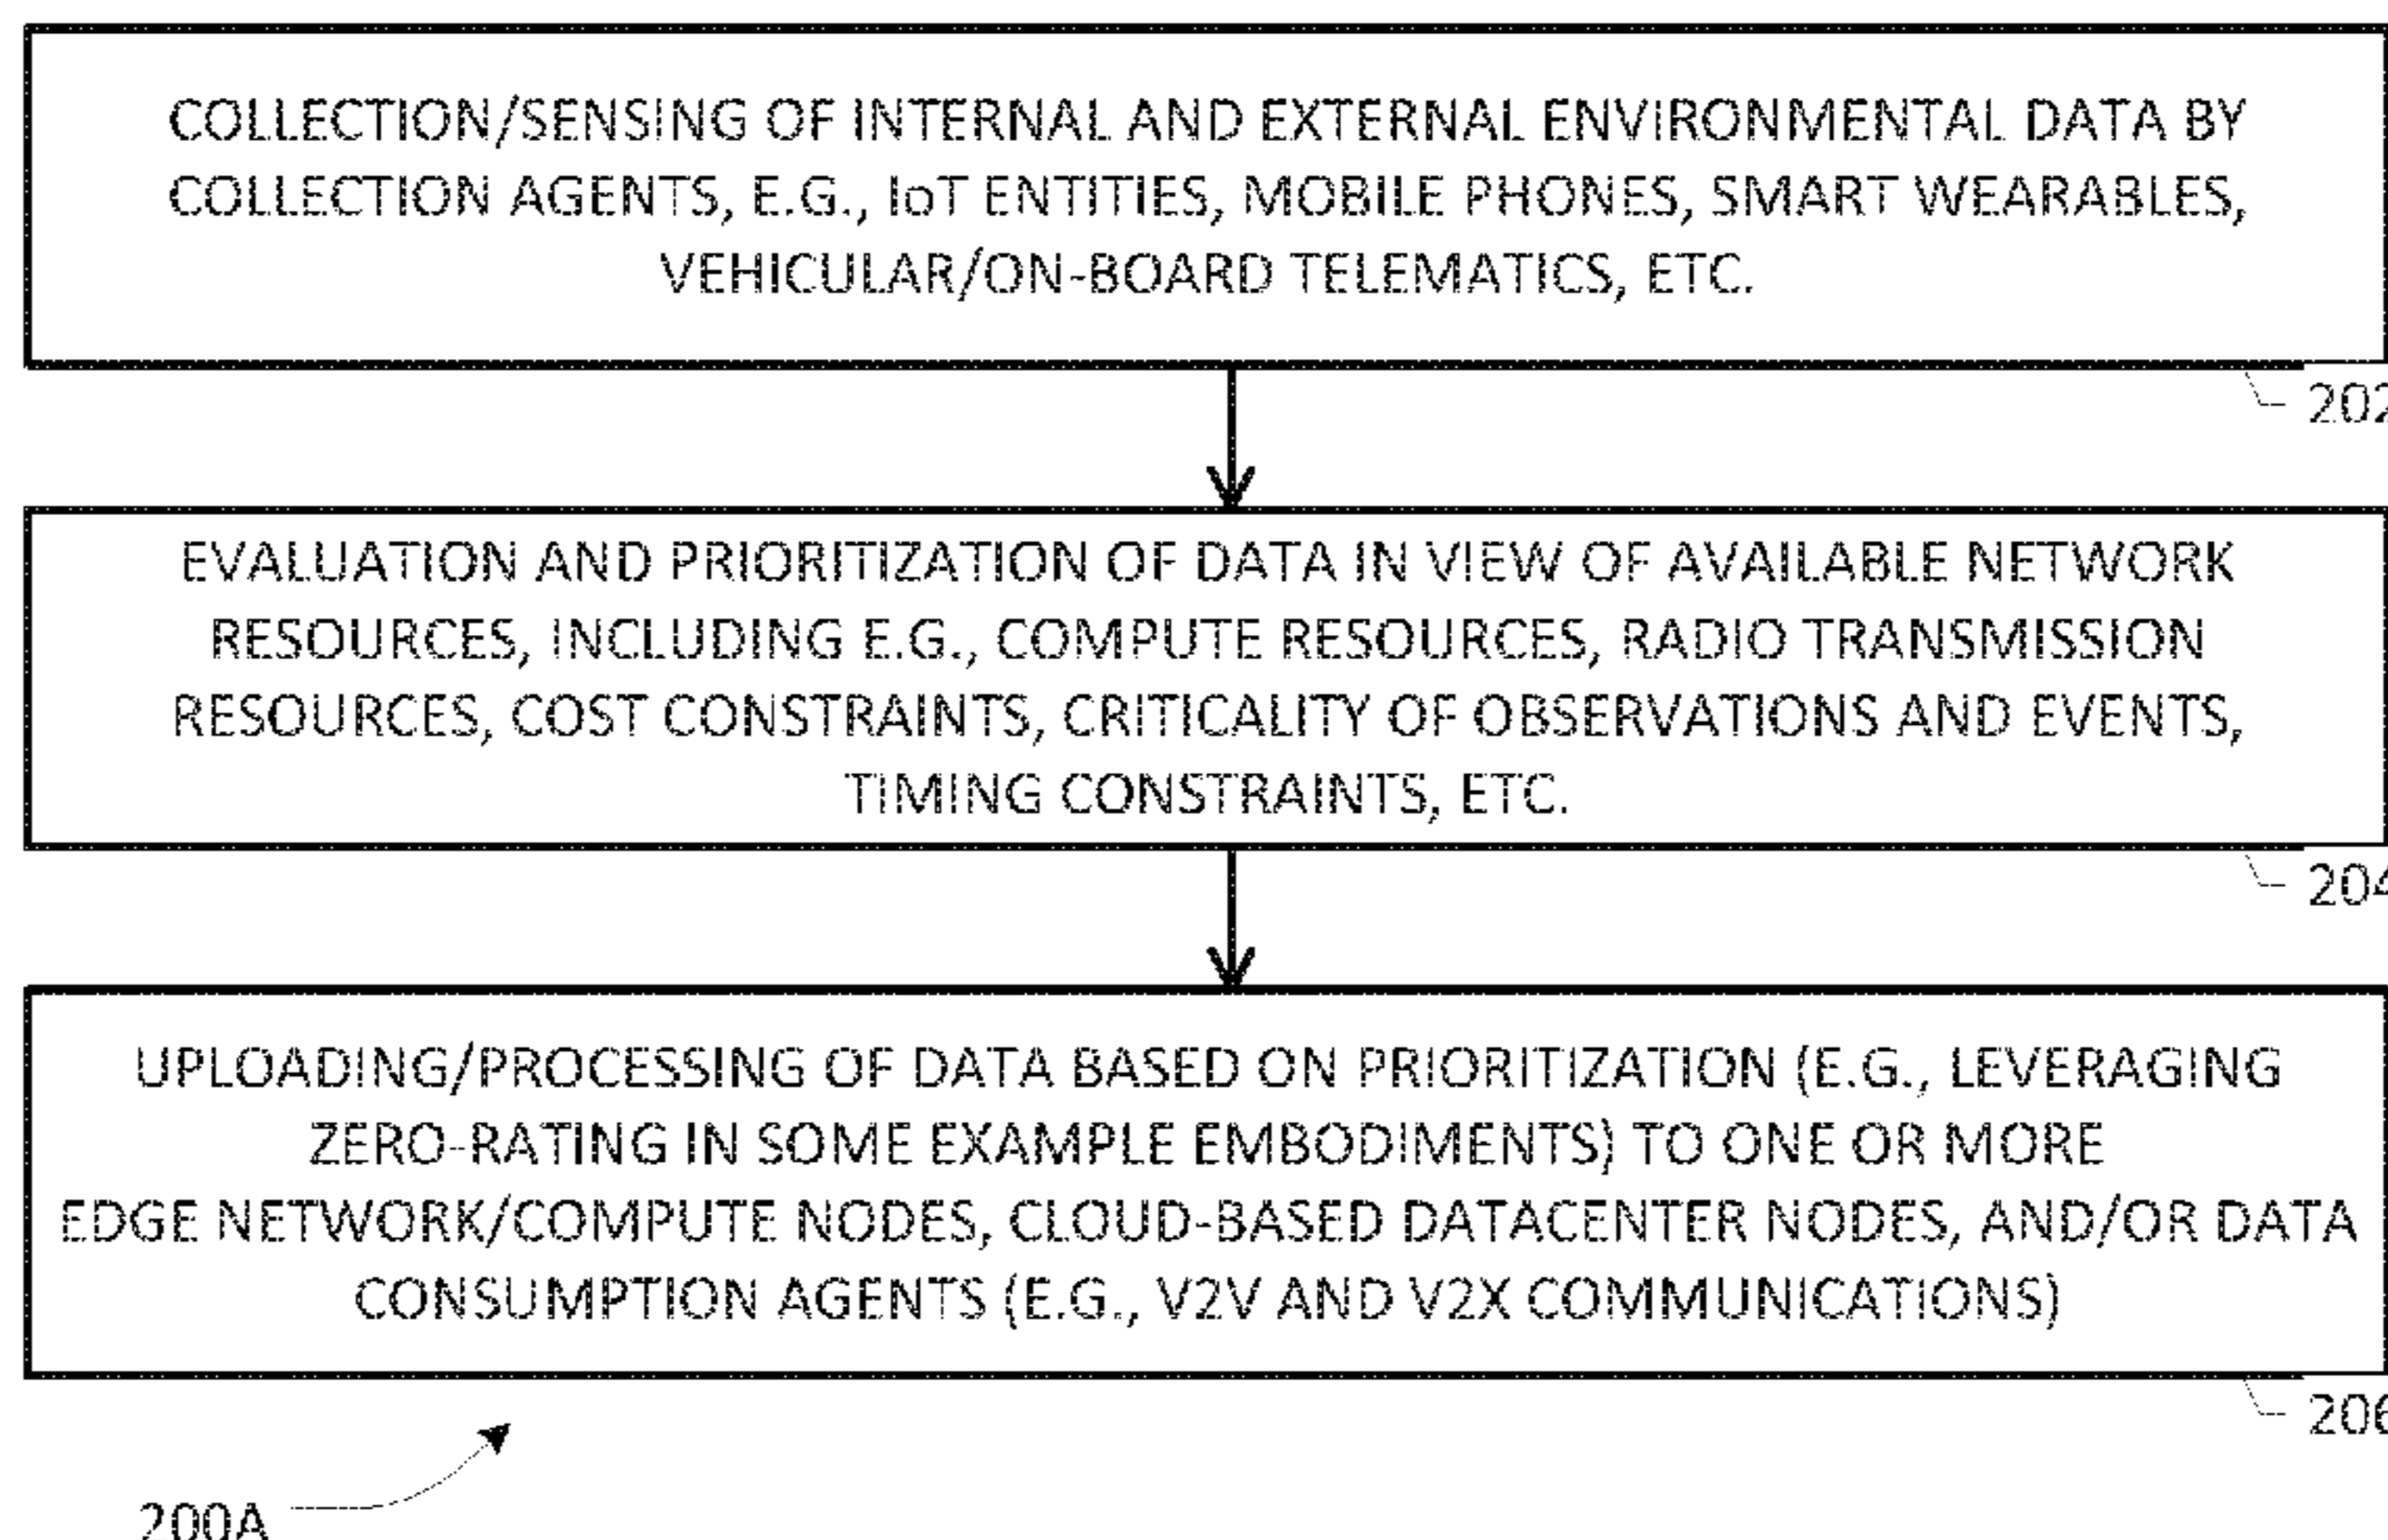 COLLECTION/SENSING OF INTERNAL AND EXTERNAL ENVIRONMENTAL DATA BY
COLLECTION AGENTS, E.G., IoT ENTITIES, MOBILE PHONES, SMART WEARABLES,
VEHICULAR/ON-BOARD TELEMATICS, ETC.
202
EVALUATION AND PRIORITIZATION OF DATA IN VIEW OF AVAILABLE NETWORK
RESOURCES, INCLUDING E.G., COMPUTE RESOURCES, RADIO TRANSMISSION
RESOURCES, COST CONSTRAINTS, CRITICALITY OF OBSERVATIONS AND EVENTS,
TIMING CONSTRAINTS, ETC.
204
UPLOADING/PROCESSING OF DATA BASED ON PRIORITIZATION (E.G., LEVERAGING
ZERO-RATING IN SOME EXAMPLE EMBODIMENTS) TO ONE OR MORE
EDGE NETWORK/COMPUTE NODES, CLOUD-BASED DATACENTER NODES, AND/OR DATA
CONSUMPTION AGENTS (E.G., V2V AND V2X COMMUNICATIONS)
206
200A